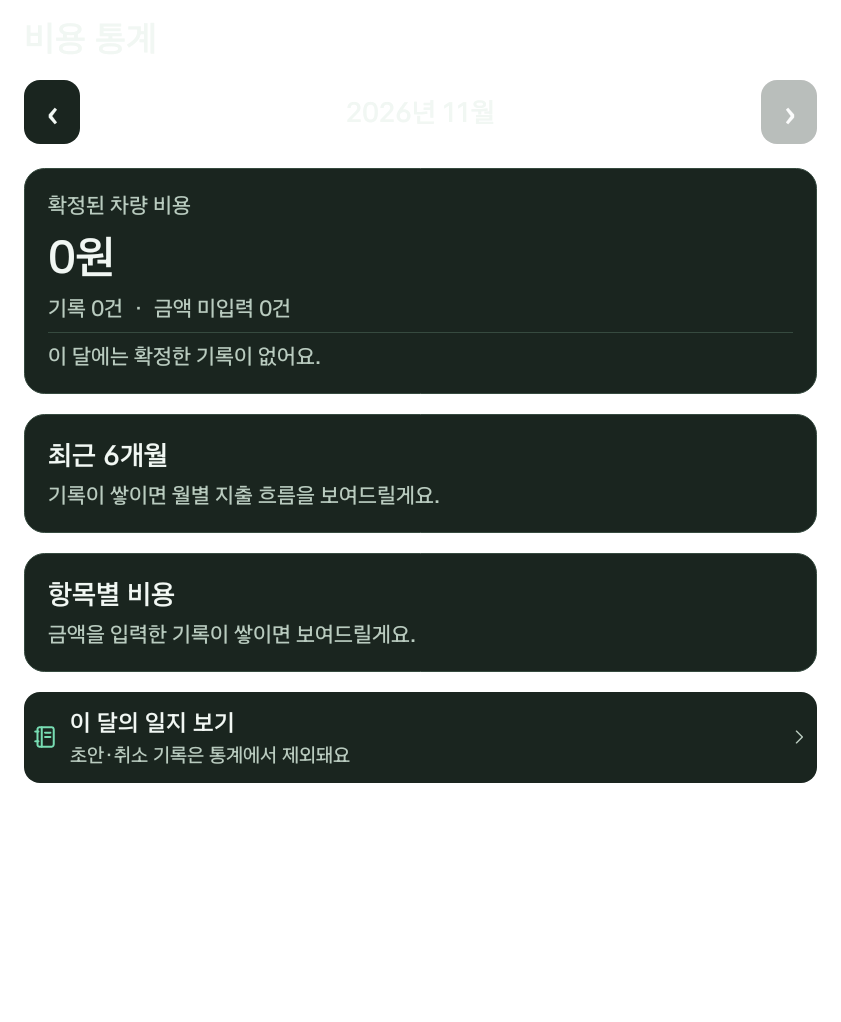 비용 통계
‹
2026년 11월
›
확정된 차량 비용
0원
기록 0건 · 금액 미입력 0건
이 달에는 확정한 기록이 없어요.
최근 6개월
기록이 쌓이면 월별 지출 흐름을 보여드릴게요.
항목별 비용
금액을 입력한 기록이 쌓이면 보여드릴게요.
이 달의 일지 보기
초안·취소 기록은 통계에서 제외돼요